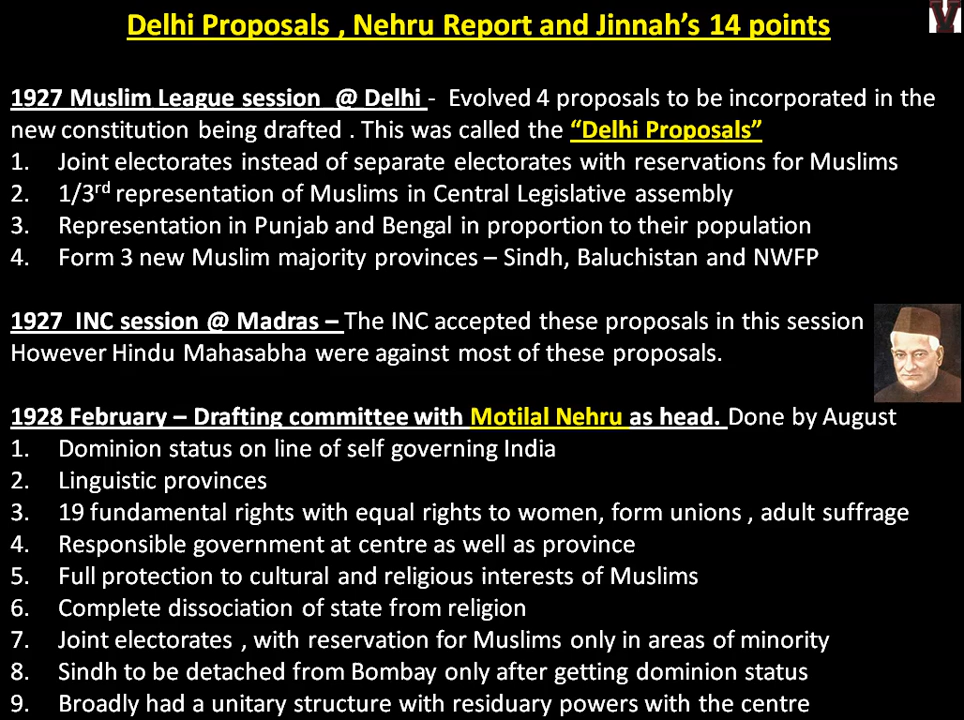 Delhi Proposals , Nehru Report and Jinnah's 14 points
1927 Muslim League session @ Delhi - Evolved 4 proposals to be incorporated in the
new constitution being drafted . This was called the “Delhi Proposals”
1. Joint electorates instead of separate electorates with reservations for Muslims
2. 1/3rd representation of Muslims in Central Legislative assembly
3. Representation in Punjab and Bengal in proportion to their population
4. Form 3 new Muslim majority provinces – Sindh, Baluchistan and NWFP
1927 INC session @ Madras – The INC accepted these proposals in this session
However Hindu Mahasabha were against most of these proposals.
1928 February – Drafting committee with Motilal Nehru as head. Done by August
1. Dominion status on line of self governing India
2. Linguistic provinces
3. 19 fundamental rights with equal rights to women, form unions , adult suffrage
4. Responsible government at centre as well as province
5. Full protection to cultural and religious interests of Muslims
6. Complete dissociation of state from religion
7. Joint electorates , with reservation for Muslims only in areas of minority
8. Sindh to be detached from Bombay only after getting dominion status
9. Broadly had a unitary structure with residuary powers with the centre